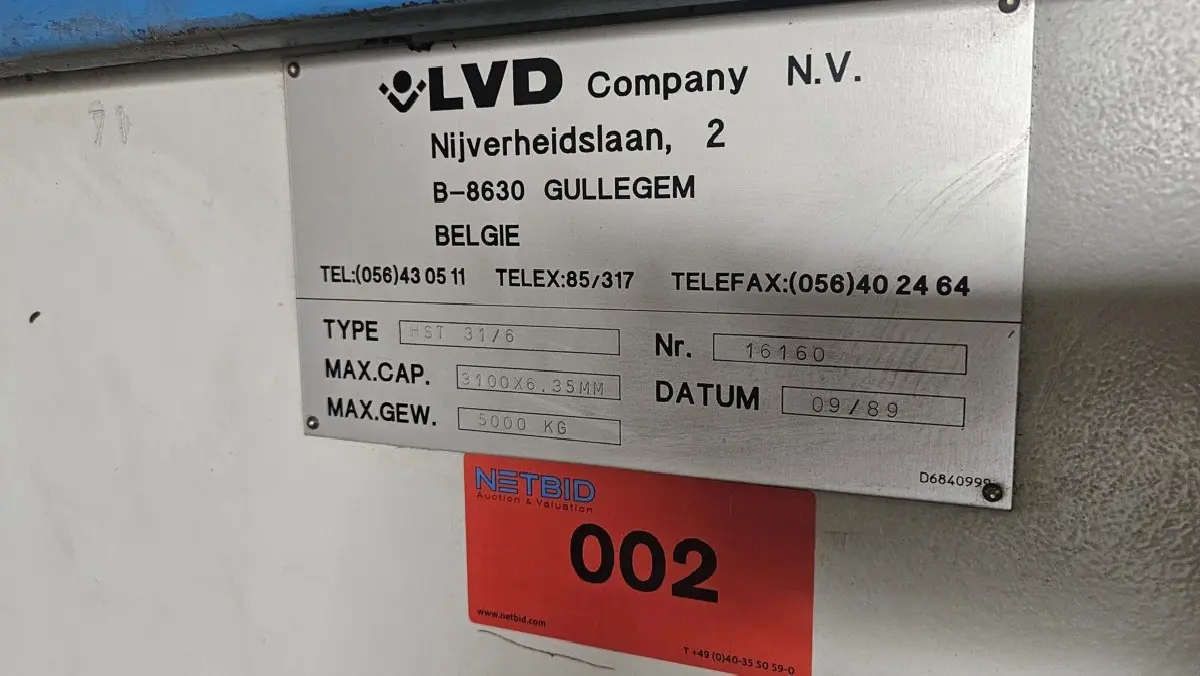 LVD Company N.V.
Nijverheidslaan, 2
B-8630 GULLEGEM
BELGIE
TEL:(056)43 05 11 TELEX:85/317 TELEFAX:(056)40 24 64
TYPE HST 31/6 Nr. 16160
MAX.CAP. 3100X6.35MM DATUM 09/89
MAX.GEW. 5000 KG
D6840999
NETBID
Auction & Valuation
002
www.netbid.com
T +49 (0)40-35 50 59-0